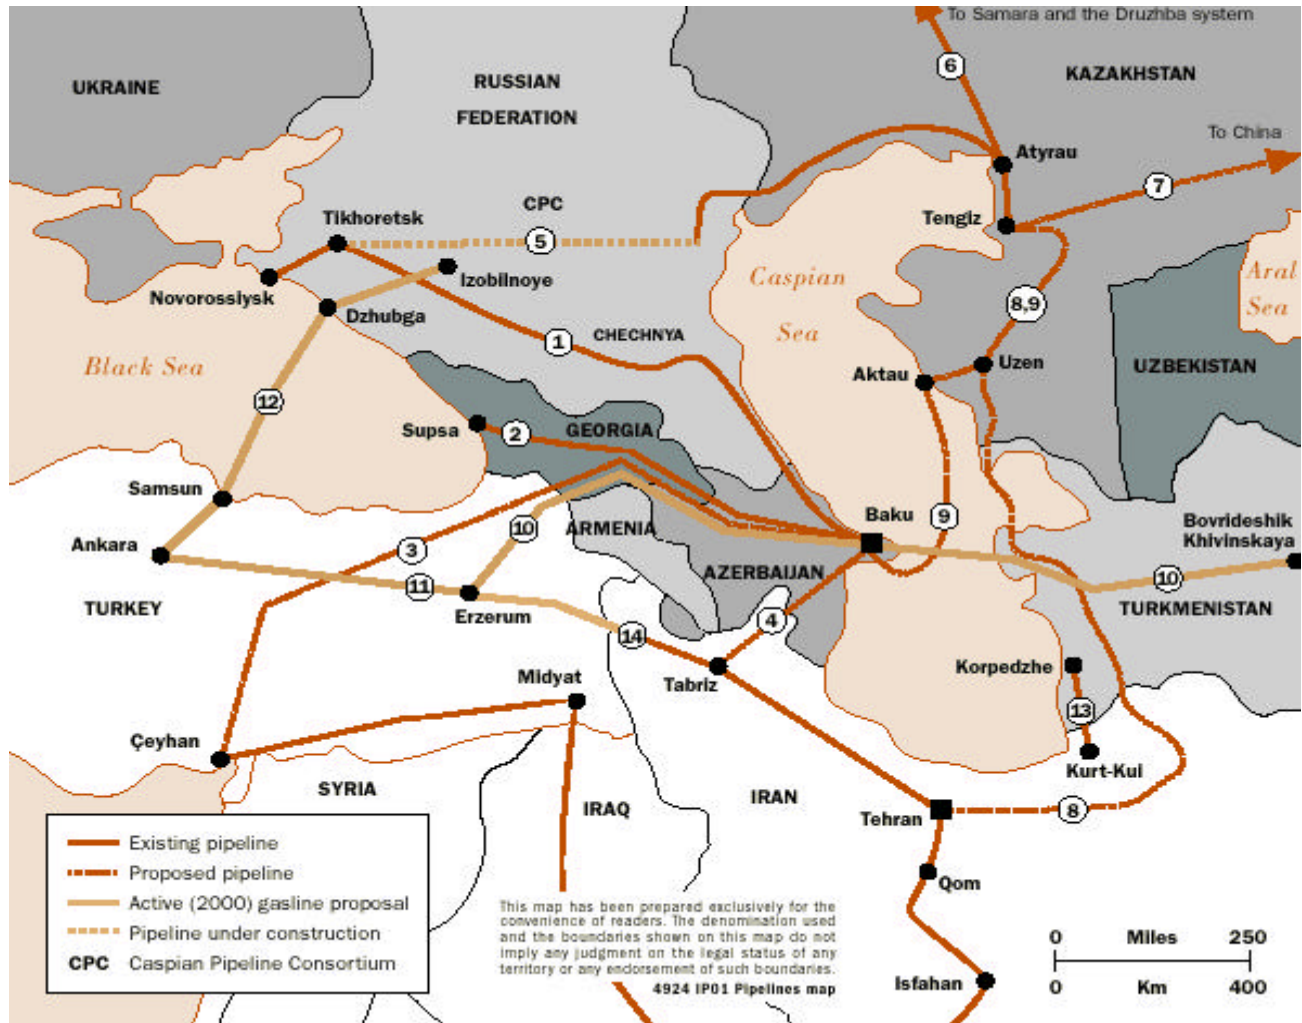 To Samara and the Druzhba system
6
UKRAINE
RUSSIAN
FEDERATION
KAZAKHSTAN
To China
Atyrau
7
CPC
Tikhoretsk
Tengiz
5
Izobilnoye
Caspian
Sea
Aral
Sea
Novorossiysk
Dzhubga
8,9
1
CHECHNYA
Black Sea
Aktau
Uzen
UZBEKISTAN
12
Supsa
2
GEORGIA
Samsun
Baku
9
Bovrideshik
Khivinskaya
10
ARMENIA
Ankara
3
11
AZERBAIJAN
10
TURKEY
Erzerum
TURKMENISTAN
4
14
Korpedzhe
Midyat
Tabriz
13
Çeyhan
Kurt-Kui
SYRIA
IRAQ
IRAN
Tehran
8
Existing pipeline
Proposed pipeline
Active (2000) gasline proposal
Pipeline under construction
CPC Caspian Pipeline Consortium
Qom
This map has been prepared exclusively for the
convenience of readers. The denomination used
and the boundaries shown on this map do not
imply any judgment on the legal status of any
territory or any endorsement of such boundaries.
4924 IP01 Pipelines map
Isfahan
0 Miles 250
0 Km 400